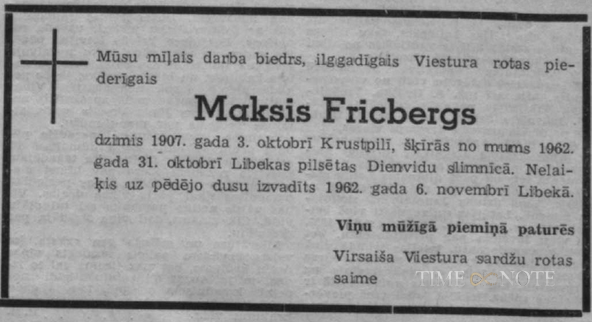 Mūsu mīļais darba biedrs, ilggadīgais Viestura rotas pie-
derīgais
Maksis Fricbergs
dzimis 1907. gada 3. oktobrī Krustpilī, šķīrās no mums 1962.
gada 31. oktobrī Libekas pilsētas Dienvidu slimnīcā. Nelai-
ķis uz pēdējo dusu izvadīts 1962. gada 6. novembrī Libekā.
Viņu mūžīgā piemiņā paturēs
Virsaiša Viestura sardžu rotas
saime
TIME NOTE